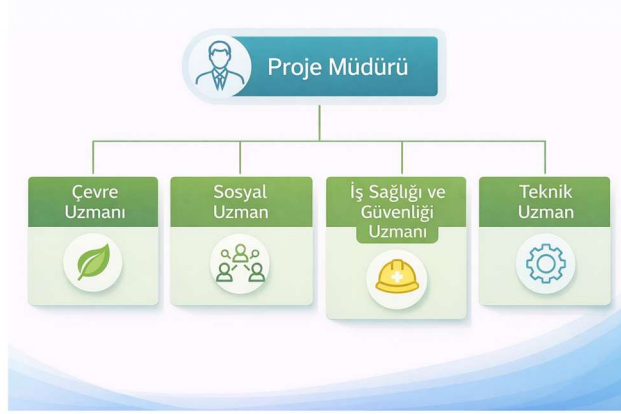 Proje Müdürü
Çevre
Uzmanı
Sosyal
Uzman
İş Sağlığı ve
Güvenliği
Uzmanı
Teknik
Uzman